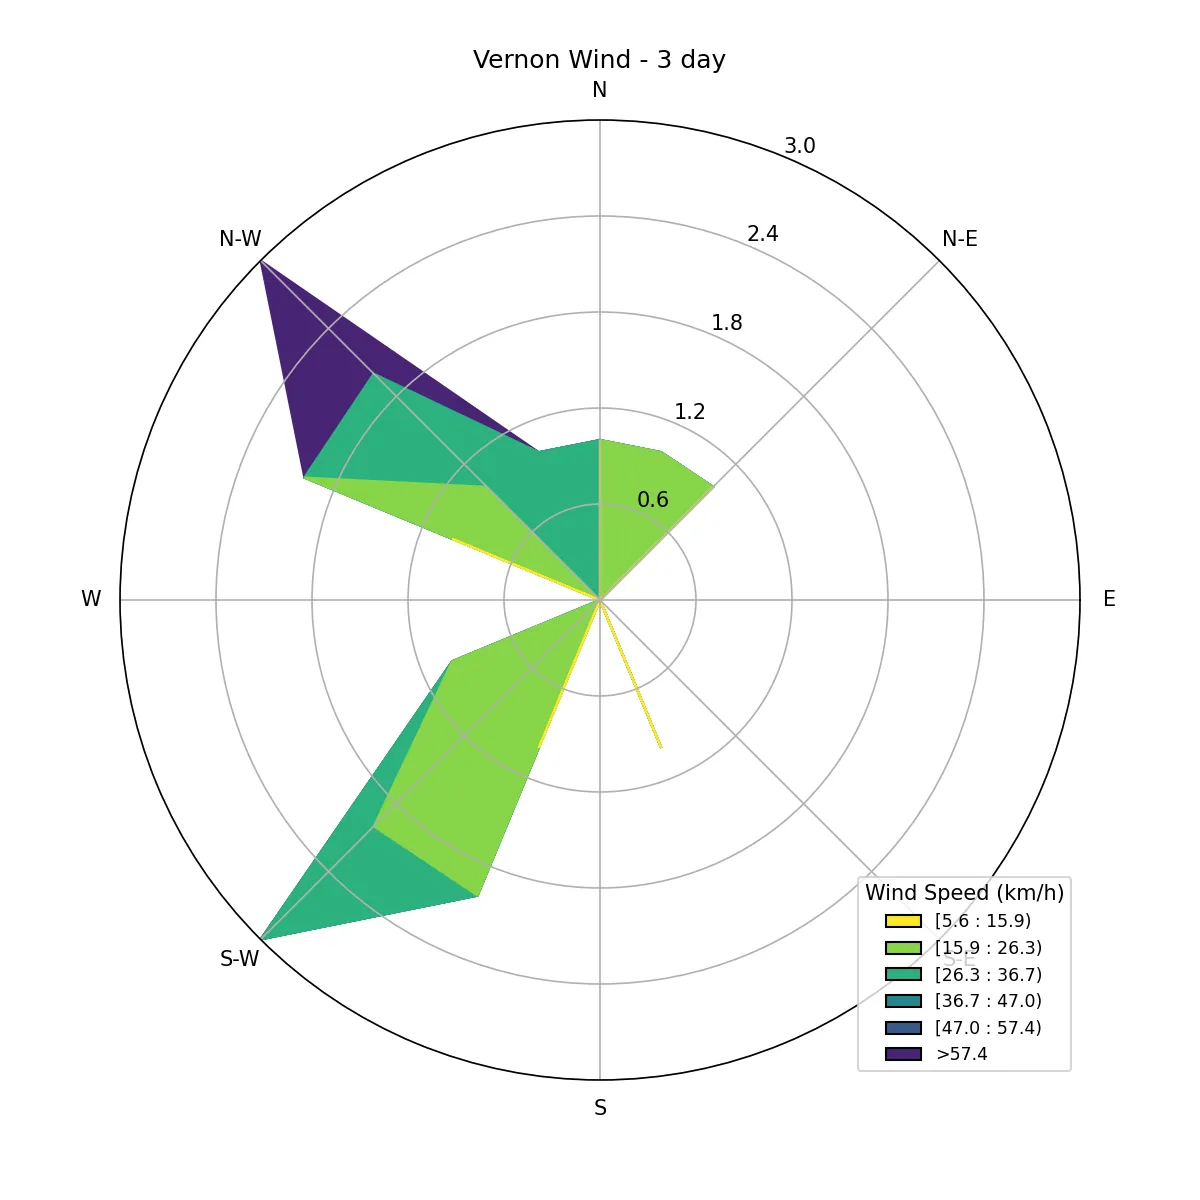 Vernon Wind - 3 day
N
3.0
N-W
2.4
N-E
1.8
1.2
0.6
W
E
Wind Speed (km/h)
[5.6 : 15.9)
[15.9 : 26.3)
S-W
S-E
[26.3 : 36.7)
[36.7 : 47.0)
[47.0 : 57.4)
>57.4
S